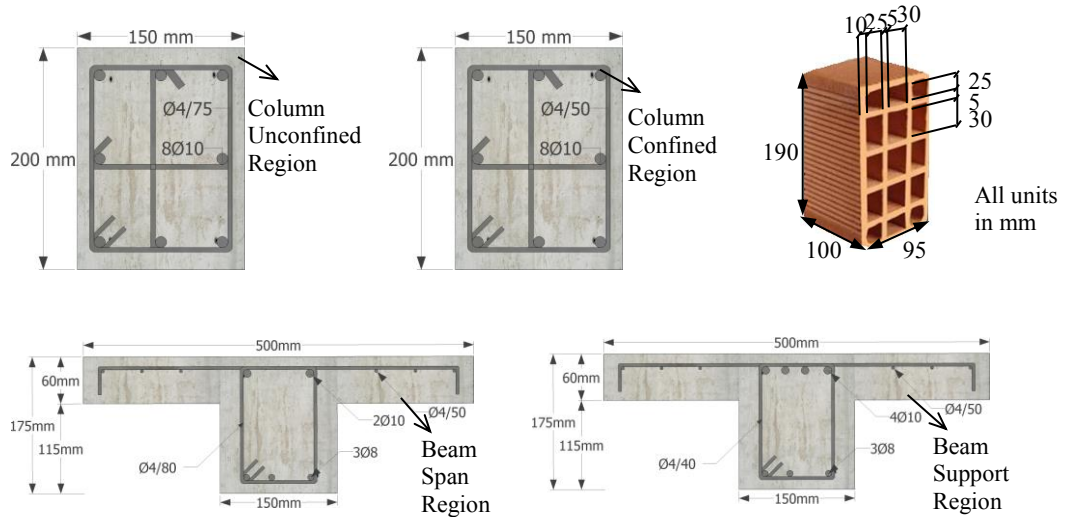 150 mm
200 mm
Ø4/75
8Ø10
Column
Unconfined
Region
150 mm
200 mm
Ø4/50
8Ø10
Column
Confined
Region
10
25
5
30
25
5
30
190
100
95
All units
in mm
500mm
60mm
175mm
115mm
2Ø10
Ø4/50
Ø4/80
3Ø8
150mm
Beam
Span
Region
500mm
60mm
175mm
115mm
4Ø10
Ø4/50
Ø4/40
3Ø8
150mm
Beam
Support
Region